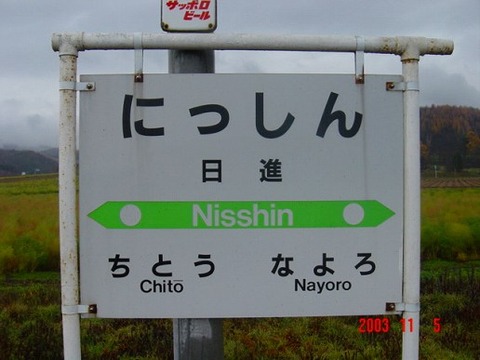 サッポロ
ビール
にっしん
日進
Nisshin
ちとう なよろ
Chitō Nayoro
2003 11 5